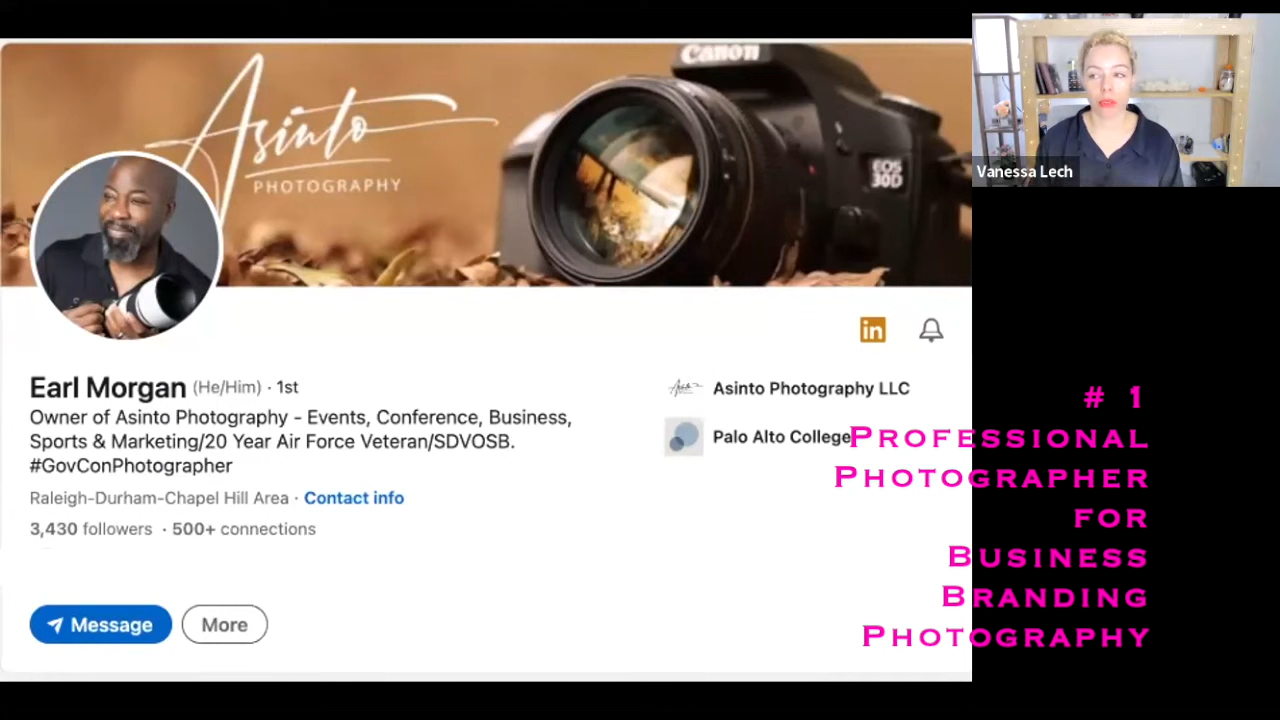 Canon
EOS
30D
Asinto
PHOTOGRAPHY
Vanessa Lech
in
Earl Morgan (He/Him) · 1st
Owner of Asinto Photography - Events, Conference, Business,
Sports & Marketing/20 Year Air Force Veteran/SDVOSB.
#GovConPhotographer
Raleigh-Durham-Chapel Hill Area · Contact info
3,430 followers · 500+ connections
Message
More
Asinto Photography LLC
Palo Alto College
# 1
PROFESSIONAL
PHOTOGRAPHER
FOR
BUSINESS
BRANDING
PHOTOGRAPHY